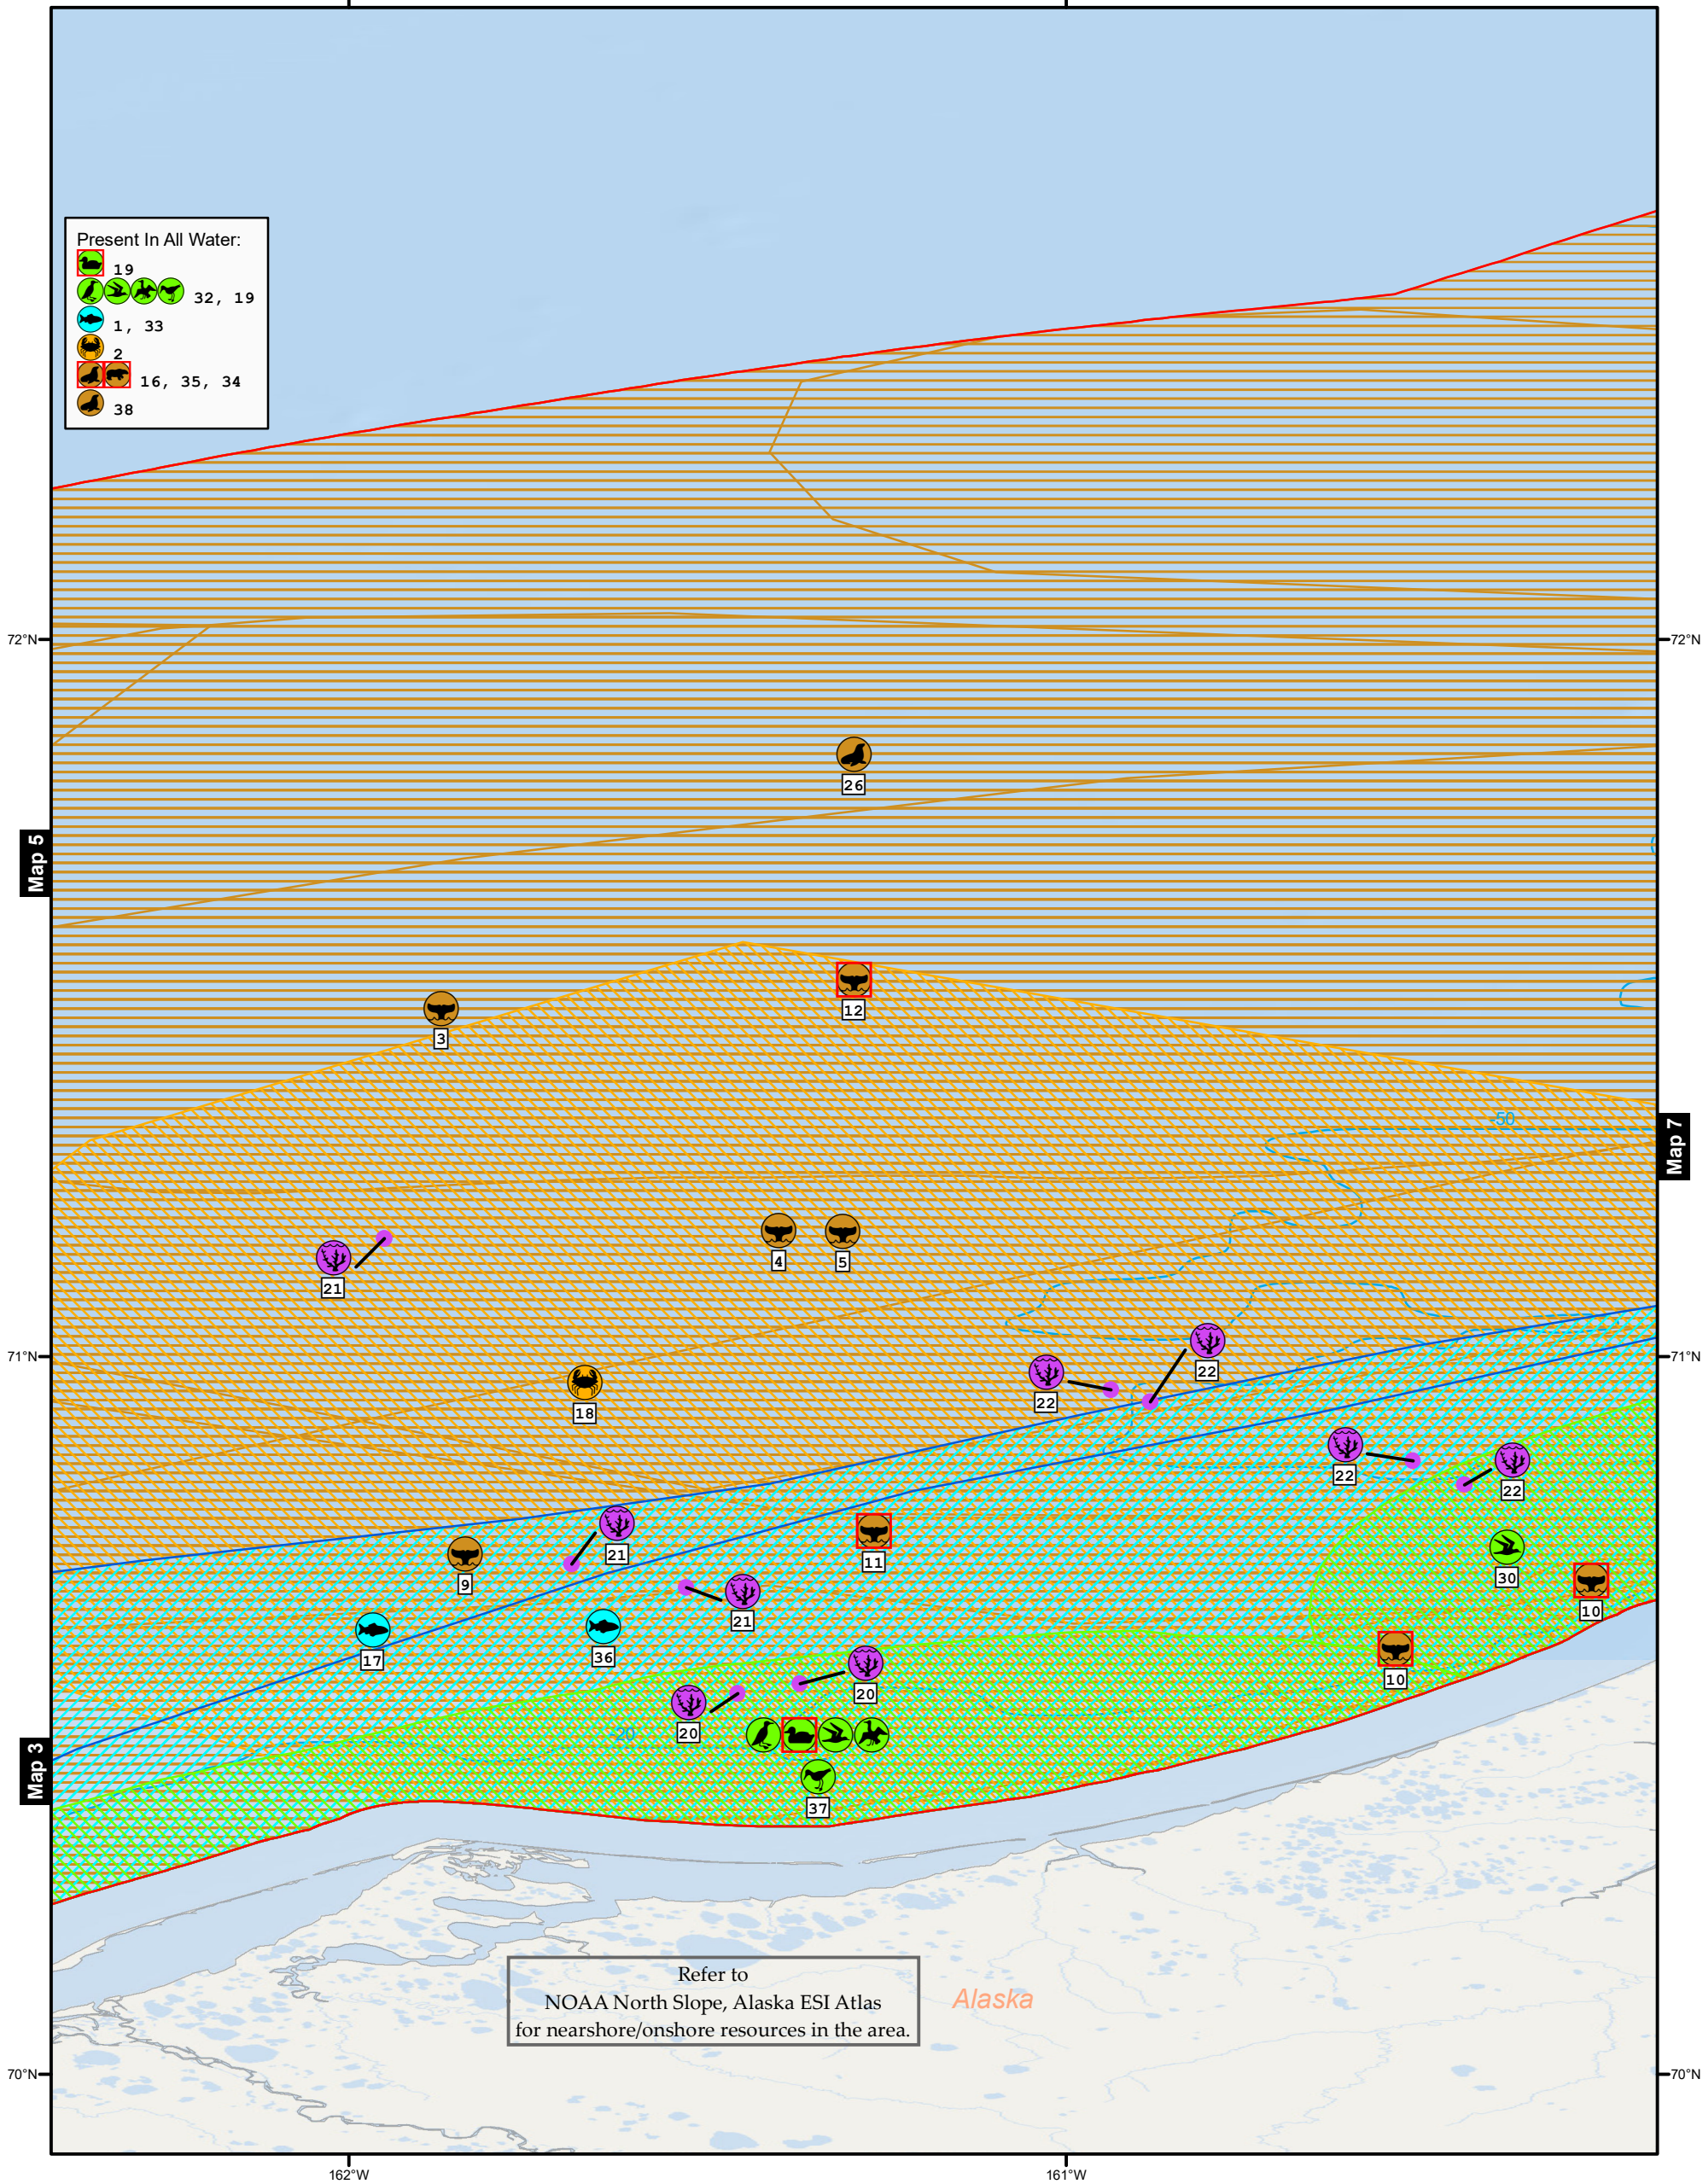 Present In All Water:
19
32, 19
1, 33
2
16, 35, 34
38
72°N
72°N
26
Map 5
12
3
-50
Map 7
4
5
21
71°N
71°N
22
22
18
22
22
21
11
9
30
21
10
17
36
10
20
20
-20
Map 3
37
Refer to
NOAA North Slope, Alaska ESI Atlas
for nearshore/onshore resources in the area.
Alaska
70°N
70°N
162°W
161°W